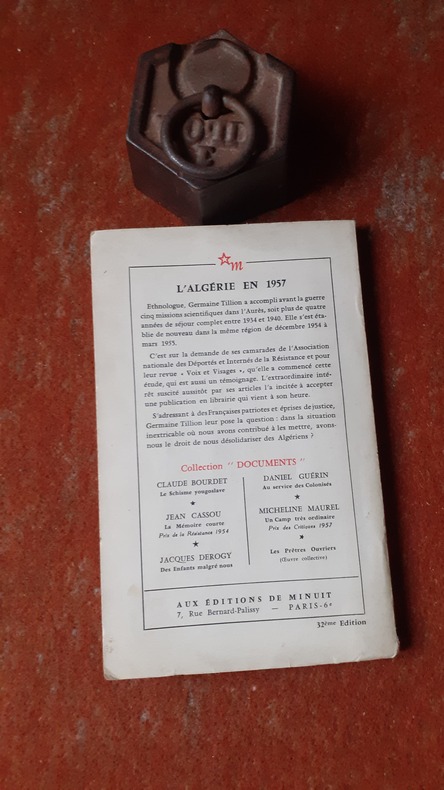 m
L'ALGÉRIE EN 1957
Ethnologue, Germaine Tillion a accompli avant la guerre
cinq missions scientifiques dans l'Aurès, soit plus de quatre
années de séjour complet entre 1934 et 1940. Elle s'est éta-
blie de nouveau dans la même région de décembre 1954 à
mars 1955.
C'est sur la demande de ses camarades de l'Association
nationale des Déportés et Internés de la Résistance et pour
leur revue « Voix et Visages », qu'elle a commencé cette
étude, qui est aussi un témoignage. L'extraordinaire inté-
rêt suscité aussitôt par ses articles l'a incitée à accepter
une publication en librairie qui vient à son heure.
S'adressant à des Françaises patriotes et éprises de justice,
Germaine Tillion leur pose la question : dans la situation
inextricable où nous avons contribué à les mettre, avons-
nous le droit de nous désolidariser des Algériens ?
Collection " DOCUMENTS "
CLAUDE BOURDET
Le Schisme yougoslave
JEAN CASSOU
La Mémoire courte
Prix de la Résistance 1954
JACQUES DEROGY
Des Enfants malgré nous
DANIEL GUÉRIN
Au service des Colonisés
MICHELINE MAUREL
Un Camp très ordinaire
Prix des Critiques 1957
Les Prêtres Ouvriers
(Œuvre collective)
AUX ÉDITIONS DE MINUIT
7, Rue Bernard-Palissy — PARIS-6e
32ème Edition